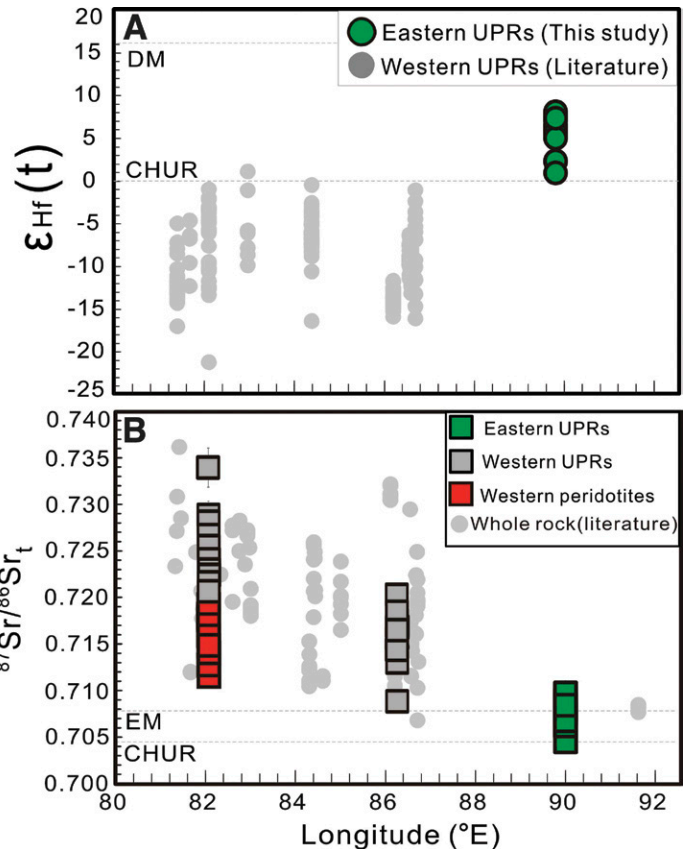 A
20
15
10
5
0
-5
-10
-15
-20
-25
εHf(t)
DM
CHUR
Eastern UPRs (This study)
Western UPRs (Literature)
B
0.740
0.735
0.730
0.725
0.720
0.715
0.710
0.705
0.700
87Sr/86Srt
EM
CHUR
Eastern UPRs
Western UPRs
Western peridotites
Whole rock(literature)
80 82 84 86 88 90 92
Longitude (°E)